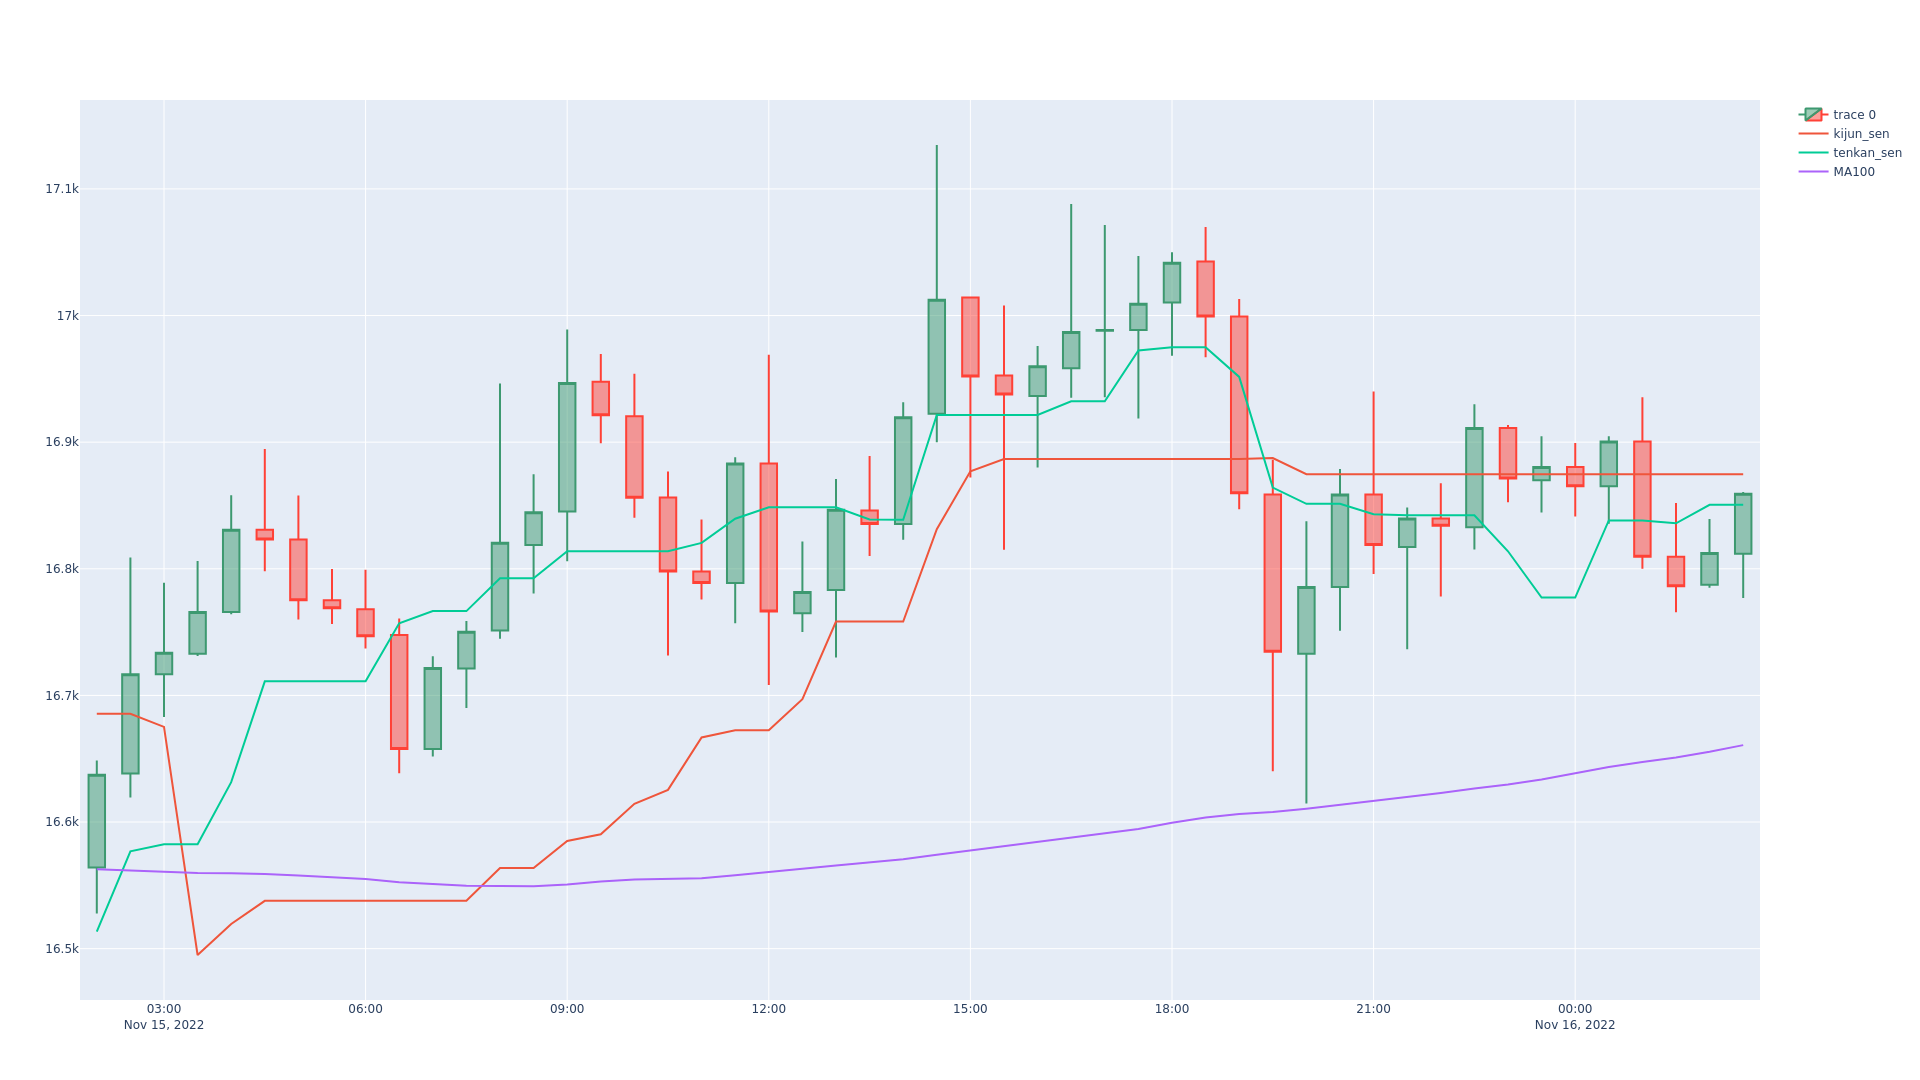 trace 0
kijun_sen
tenkan_sen
MA100
17.1k
17k
16.9k
16.8k
16.7k
16.6k
16.5k
03:00 06:00 09:00 12:00 15:00 18:00 21:00 00:00
Nov 15, 2022 Nov 16, 2022